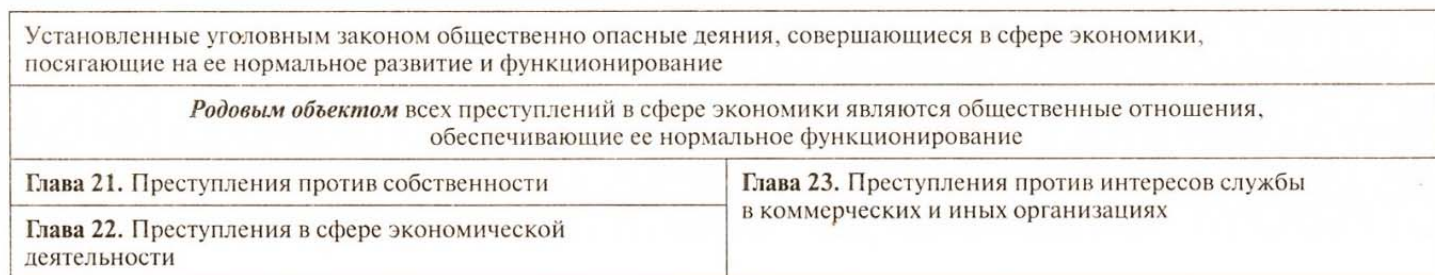 Установленные уголовным законом общественно опасные деяния, совершающиеся в сфере экономики,
посягающие на ее нормальное развитие и функционирование
Родовым объектом всех преступлений в сфере экономики являются общественные отношения,
обеспечивающие ее нормальное функционирование
Глава 21. Преступления против собственности
Глава 22. Преступления в сфере экономической
деятельности
Глава 23. Преступления против интересов службы
в коммерческих и иных организациях